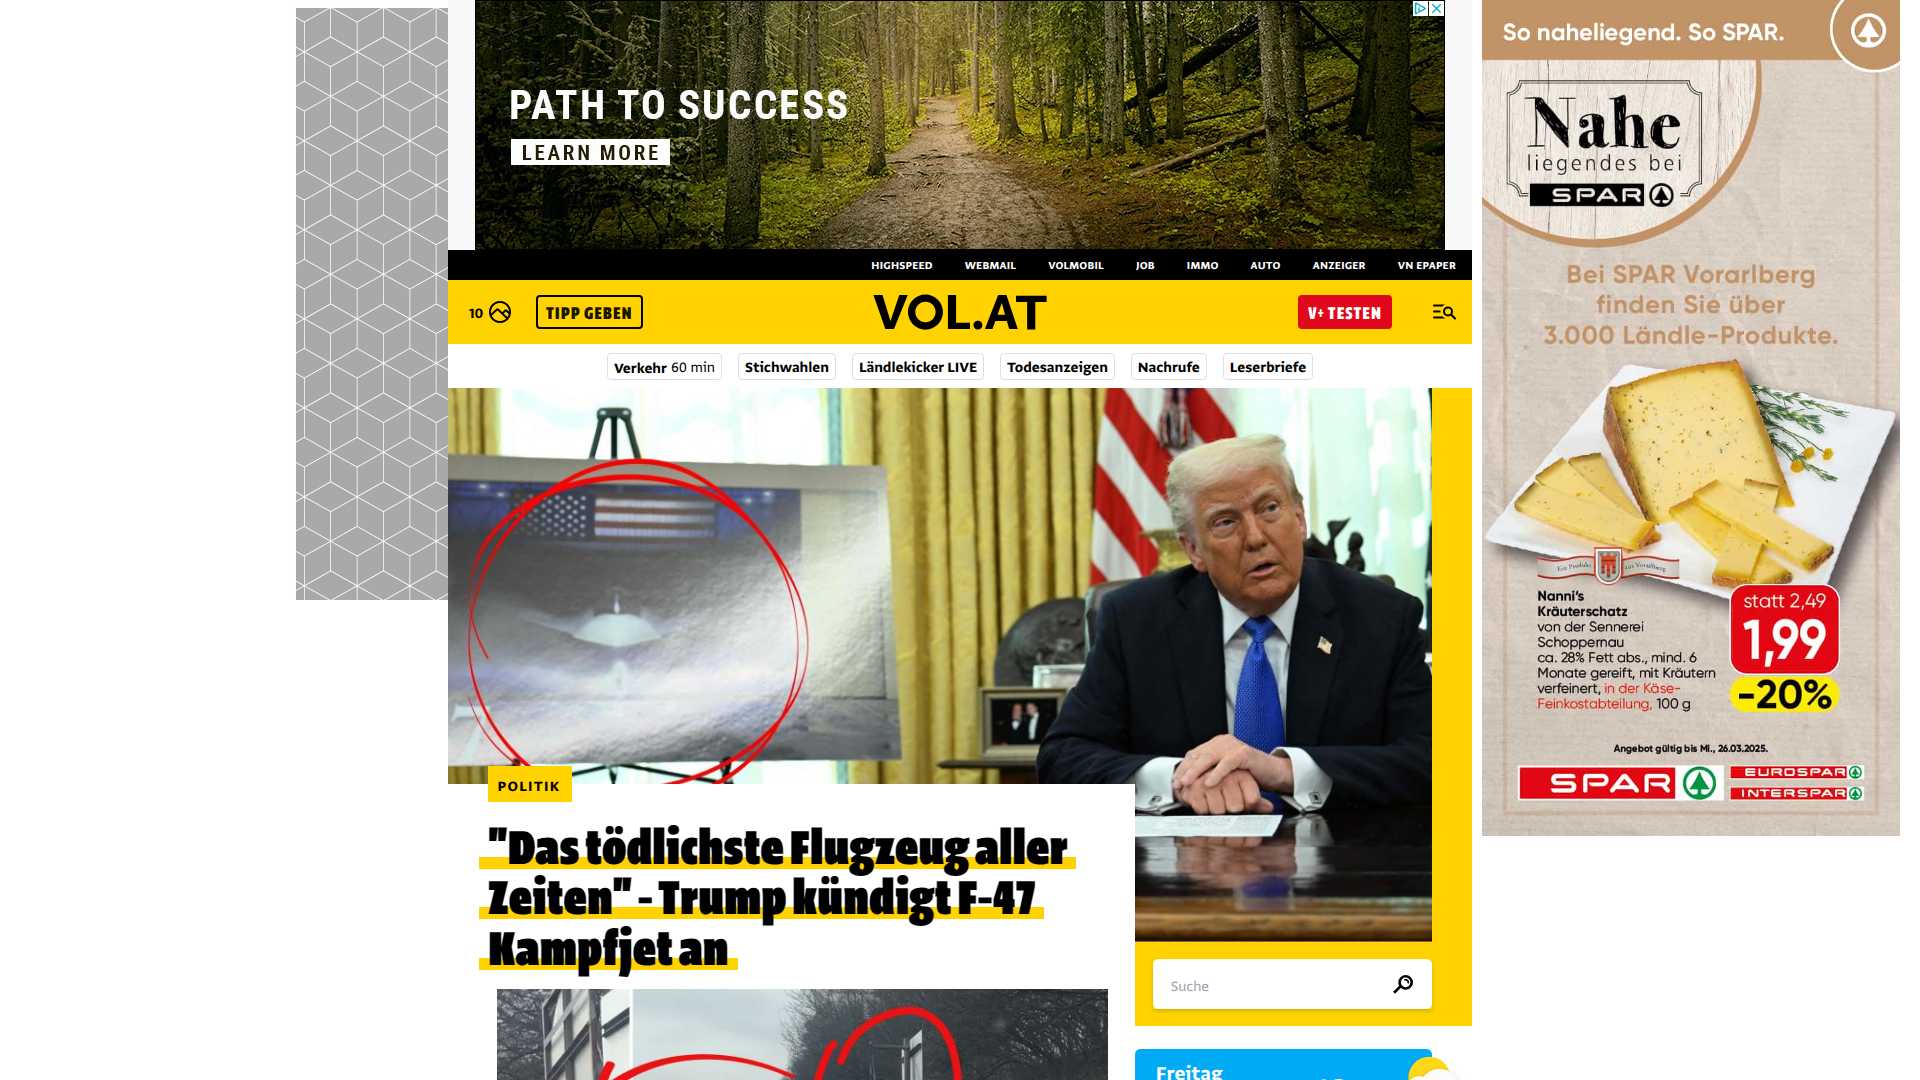 PATH TO SUCCESS
LEARN MORE
HIGHSPEED WEBMAIL VOLMOBIL JOB IMMO AUTO ANZEIGER VN EPAPER
10 TIPP GEBEN VOL.AT V+ TESTEN
Verkehr 60 min Stichwahlen Ländlekicker LIVE Todesanzeigen Nachrufe Leserbriefe
POLITIK
"Das tödlichste Flugzeug aller
Zeiten" - Trump kündigt F-47
Kampfjet an
Suche
Freitag
So naheliegend. So SPAR.
Nahe
liegendes bei
SPAR
Bei SPAR Vorarlberg
finden Sie über
3.000 Ländle-Produkte.
Ein Produkt aus Vorarlberg
Nanni's
Kräuterschatz
von der Sennerei
Schoppernau
ca. 28% Fett abs., mind. 6
Monate gereift, mit Kräutern
verfeinert, in der Käse-
Feinkostabteilung, 100 g
statt 2,49
1,99
-20%
Angebot gültig bis Mi., 26.03.2025.
SPAR
EUROSPAR
INTERSPAR